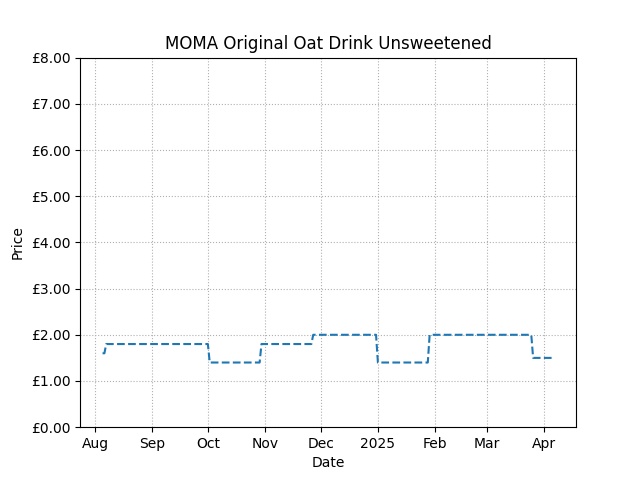 MOMA Original Oat Drink Unsweetened
£8.00
£7.00
£6.00
£5.00
£4.00
£3.00
£2.00
£1.00
£0.00
Price
Aug Sep Oct Nov Dec 2025 Feb Mar Apr
Date